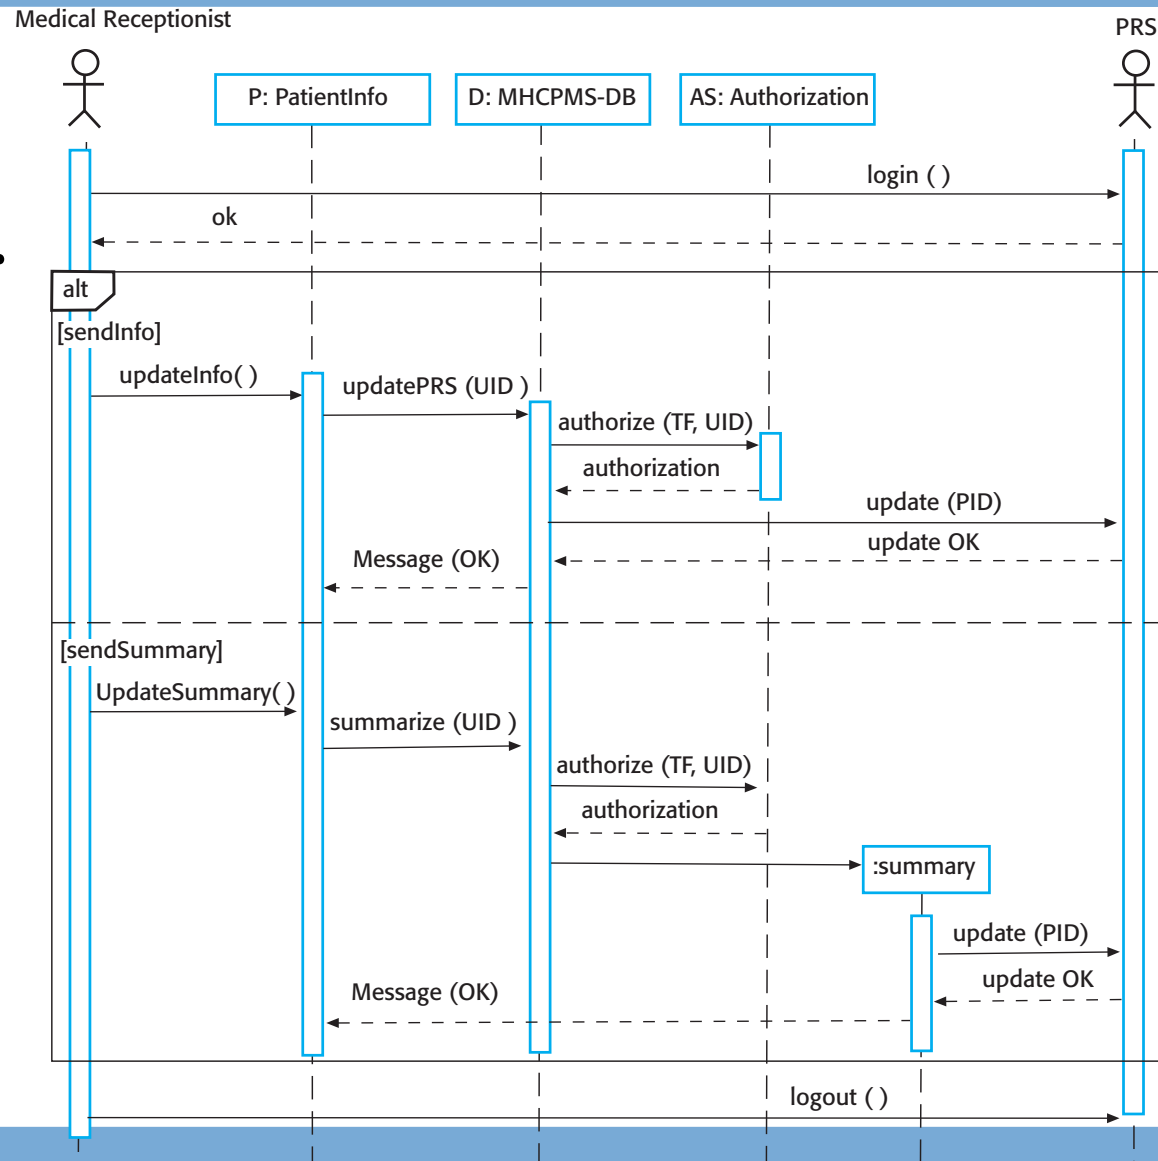 Medical Receptionist
PRS
P: PatientInfo
D: MHCPMS-DB
AS: Authorization
login ( )
ok
alt
[sendInfo]
updateInfo( )
updatePRS (UID )
authorize (TF, UID)
authorization
update (PID)
update OK
Message (OK)
[sendSummary]
UpdateSummary( )
summarize (UID )
authorize (TF, UID)
authorization
:summary
update (PID)
update OK
Message (OK)
logout ( )